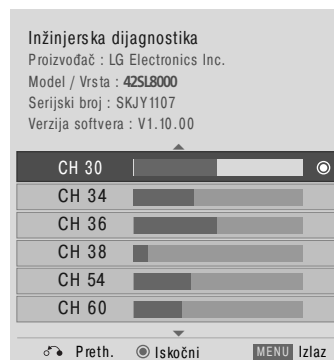 Inžinjerska dijagnostika
Proizvođač : LG Electronics Inc.
Model / Vrsta : 42SL8000
Serijski broj : SKJY1107
Verzija softvera : V1.10.00
CH 30
CH 34
CH 36
CH 38
CH 54
CH 60
Preth. Iskočni MENU Izlaz